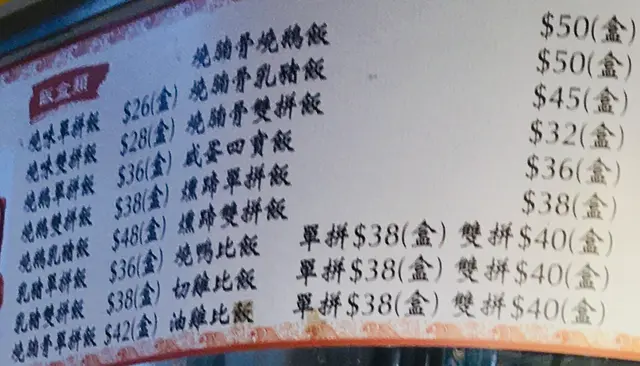 飯盒類
燒味單拼飯 $26(盒)
燒味雙拼飯 $28(盒)
燒鵝單拼飯 $36(盒)
燒鵝雙拼飯 $38(盒)
燒鵝乳豬飯 $48(盒)
乳豬單拼飯 $36(盒)
乳豬雙拼飯 $38(盒)
燒腩骨單拼飯 $42(盒)
燒腩骨燒鵝飯 $50(盒)
燒腩骨乳豬飯 $50(盒)
燒腩骨雙拼飯 $45(盒)
咸蛋四寶飯 $32(盒)
燻蹄單拼飯 $36(盒)
燻蹄雙拼飯 $38(盒)
燒鴨比飯 單拼$38(盒) 雙拼$40(盒)
切雞比飯 單拼$38(盒) 雙拼$40(盒)
油雞比飯 單拼$38(盒) 雙拼$40(盒)